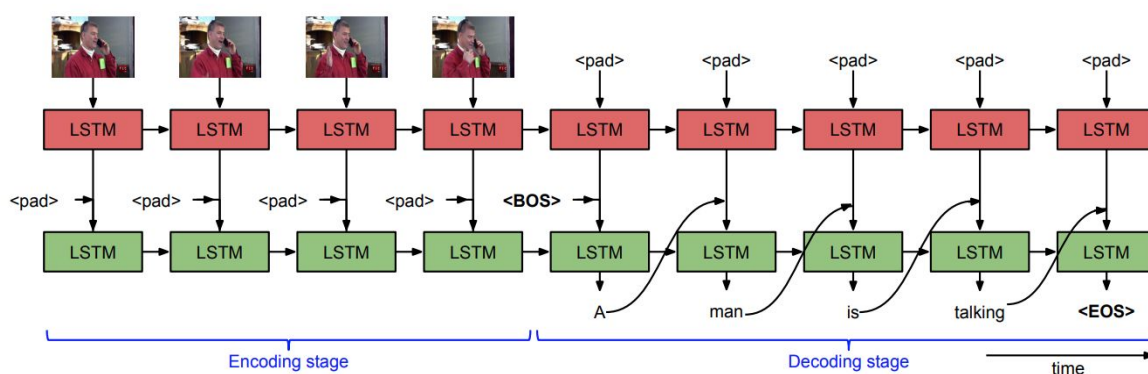 <pad> <pad> <pad> <pad> <pad>
LSTM LSTM LSTM LSTM LSTM LSTM LSTM LSTM LSTM
<pad> <pad> <pad> <pad> <BOS>
LSTM LSTM LSTM LSTM LSTM LSTM LSTM LSTM LSTM
A man is talking <EOS>
Encoding stage Decoding stage
time